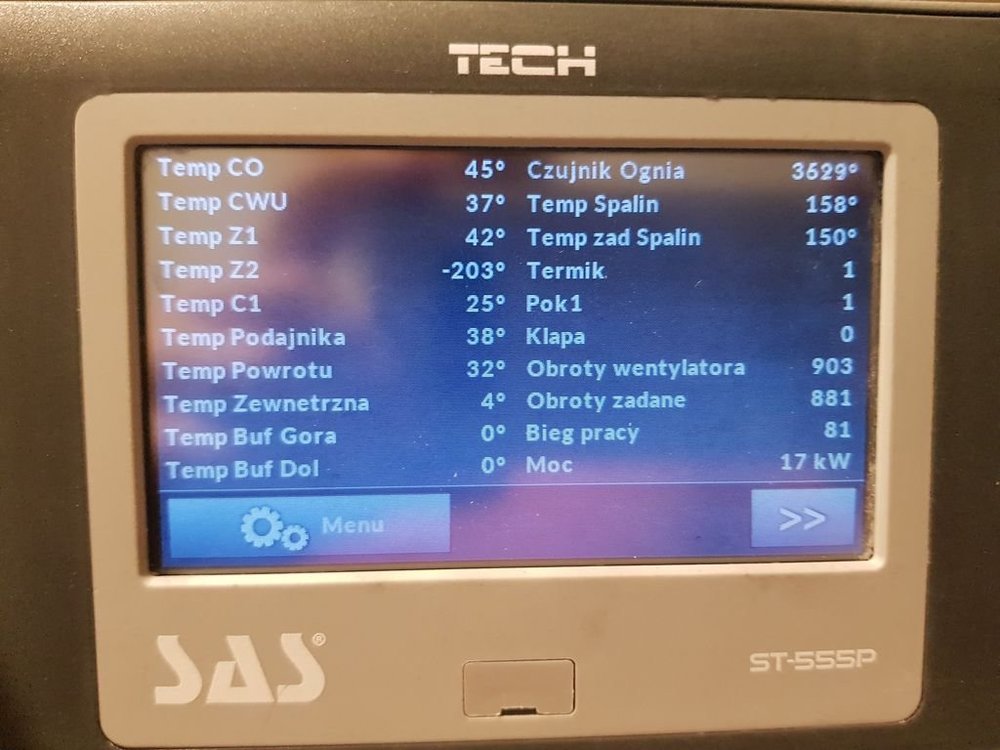 TECH
Temp CO 45° Czujnik Ognia 3629°
Temp CWU 37° Temp Spalin 158°
Temp Z1 42° Temp zad Spalin 150°
Temp Z2 -203° Termik 1
Temp C1 25° Pok1 1
Temp Podajnika 38° Klapa 0
Temp Powrotu 32° Obroty wentylatora 903
Temp Zewnetrzna 4° Obroty zadane 881
Temp Buf Gora 0° Bieg pracy 81
Temp Buf Dol 0° Moc 17 kW
Menu >>
SAS®
ST-555P